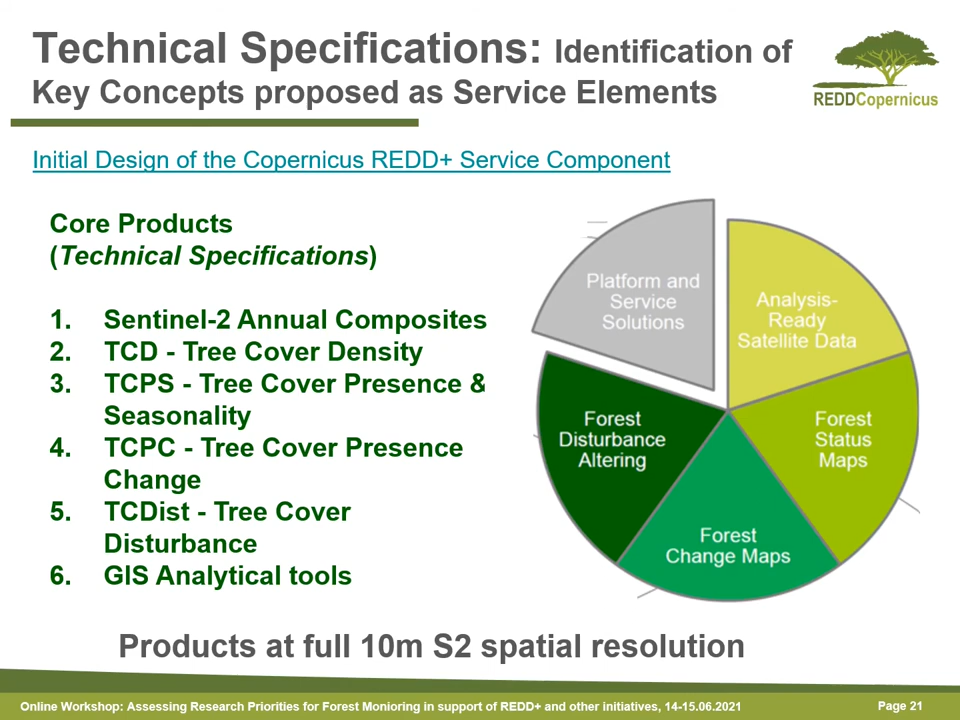 Technical Specifications: Identification of
Key Concepts proposed as Service Elements
REDDCopernicus
Initial Design of the Copernicus REDD+ Service Component
Core Products
(Technical Specifications)
1. Sentinel-2 Annual Composites
2. TCD - Tree Cover Density
3. TCPS - Tree Cover Presence &
Seasonality
4. TCPC - Tree Cover Presence
Change
5. TCDist - Tree Cover
Disturbance
6. GIS Analytical tools
Platform and
Service
Solutions
Analysis-
Ready
Satellite Data
Forest
Disturbance
Altering
Forest
Status
Maps
Forest
Change Maps
Products at full 10m S2 spatial resolution
Online Workshop: Assessing Research Priorities for Forest Monioring in support of REDD+ and other initiatives, 14-15.06.2021
Page 21